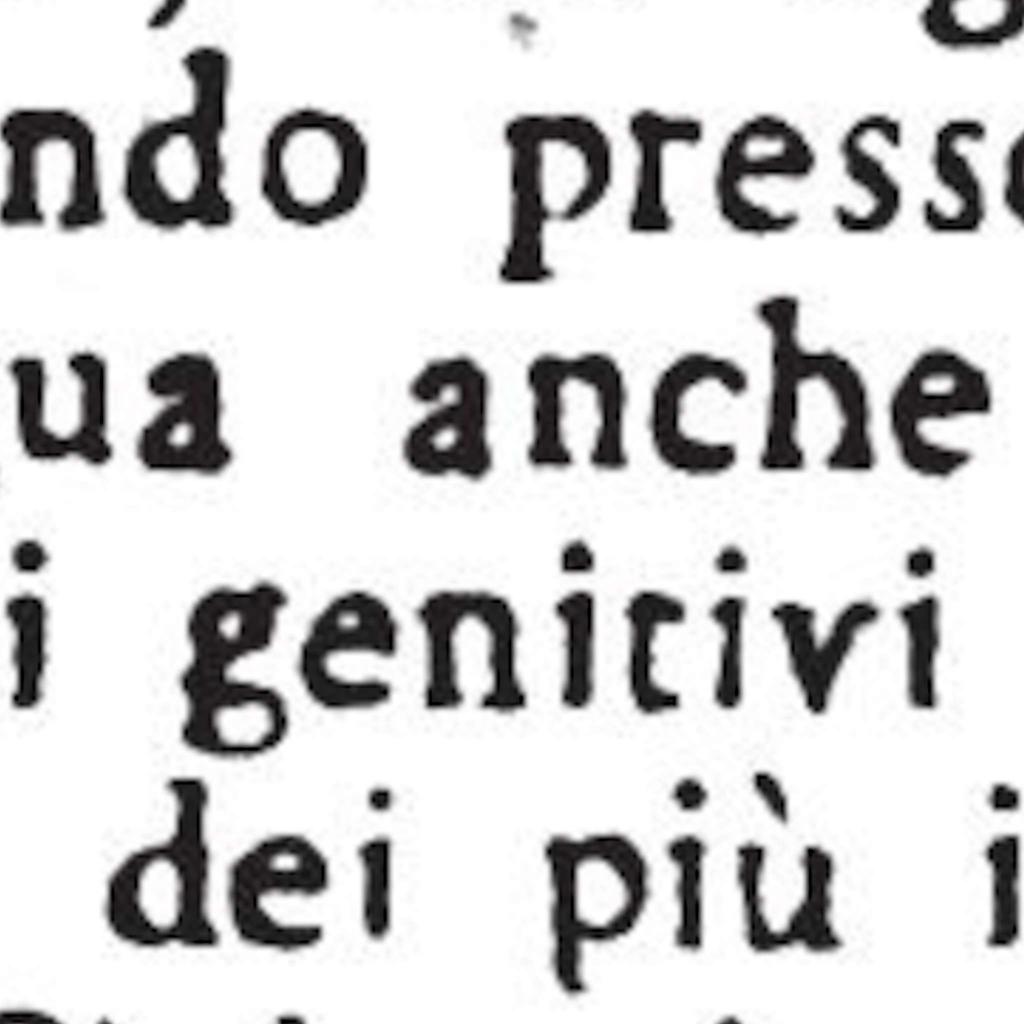 ndo presso
ua anche
i genitivi
dei più i